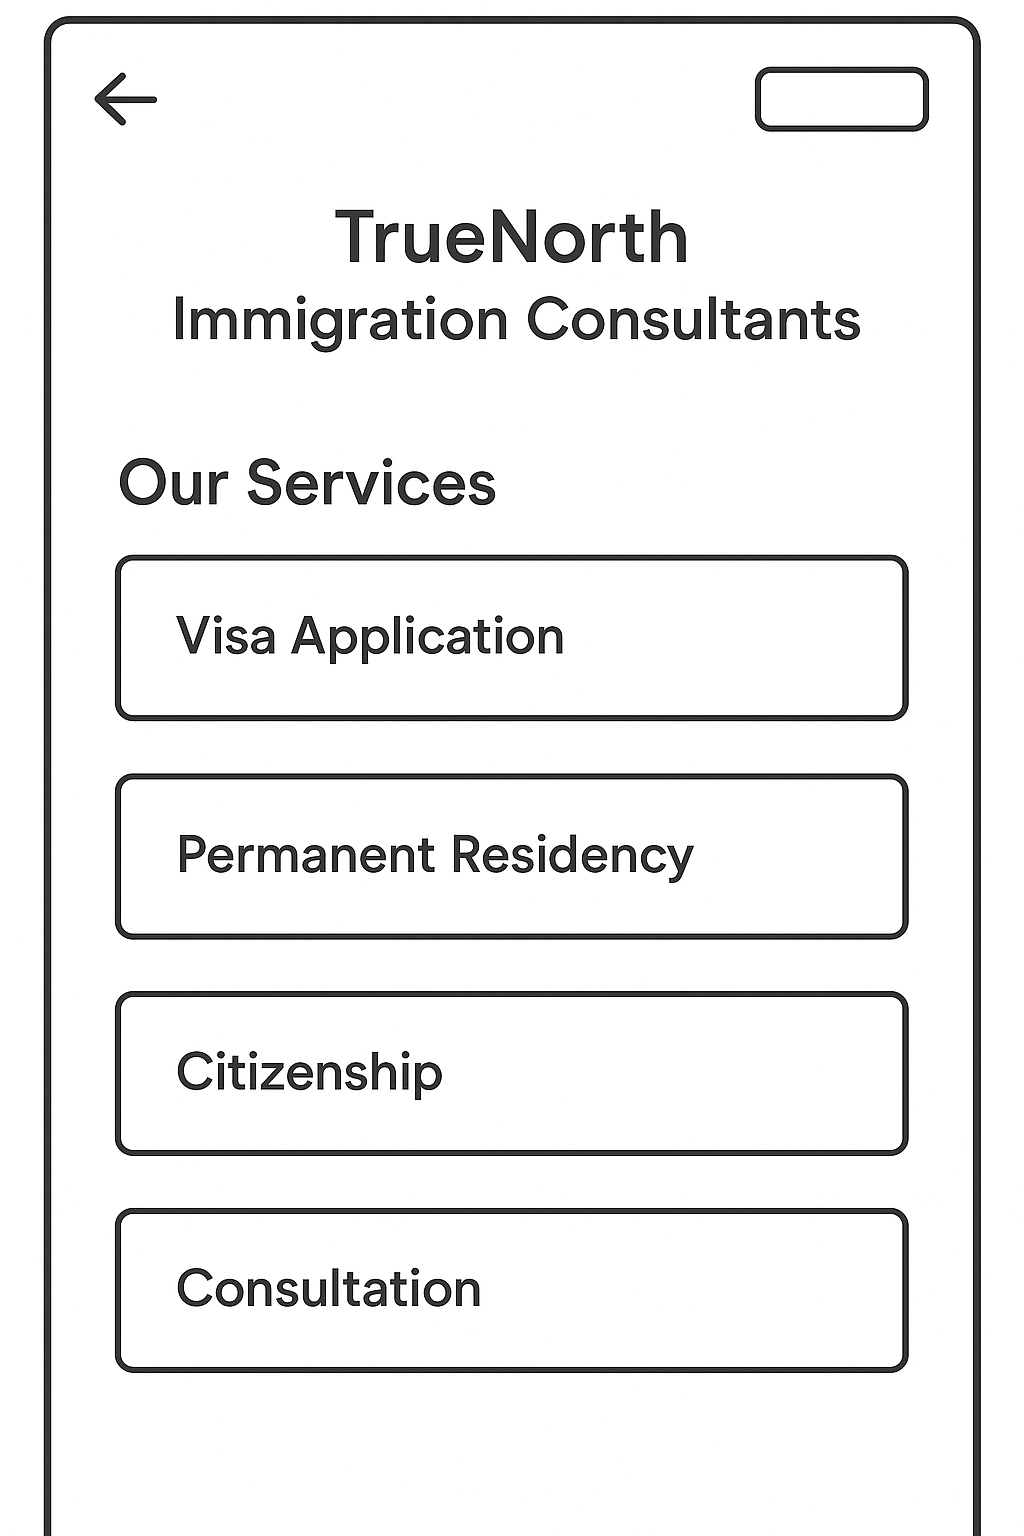 TrueNorth
Immigration Consultants
Our Services
Visa Application
Permanent Residency
Citizenship
Consultation